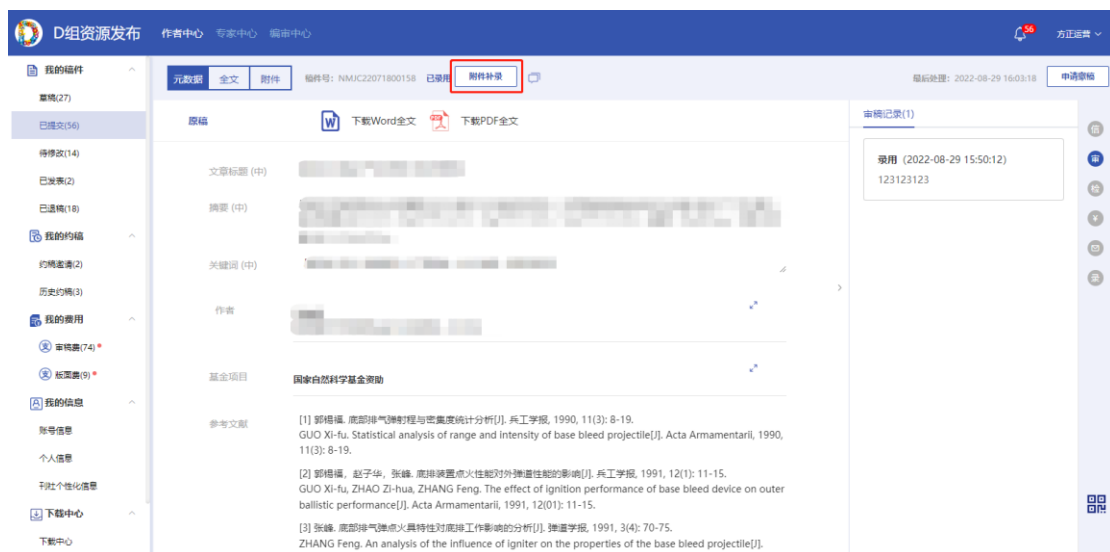 D组资源发布 作者中心 专家中心 编审中心 56 方正运营
我的稿件
草稿(27)
已提交(56)
待修改(14)
已发表(2)
已退稿(18)
我的约稿
约稿邀请(2)
历史约稿(3)
我的费用
审稿费(74)
版面费(9)
我的信息
账号信息
个人信息
刊社个性化信息
下载中心
下载中心
元数据 全文 附件 稿件号: NMJC22071800158 已录用 附件补录 最后处理: 2022-08-29 16:03:18 申请撤稿
原稿 下载Word全文 下载PDF全文
文章标题 (中)
摘要 (中)
关键词 (中)
作者
基金项目 国家自然科学基金资助
参考文献
[1] 郭锡福. 底部排气弹射程与密集度统计分析[J]. 兵工学报, 1990, 11(3): 8-19.
GUO Xi-fu. Statistical analysis of range and intensity of base bleed projectile[J]. Acta Armamentarii, 1990,
11(3): 8-19.
[2] 郭锡福, 赵子华, 张峰. 底排装置点火性能对外弹道性能的影响[J]. 兵工学报, 1991, 12(1): 11-15.
GUO Xi-fu, ZHAO Zi-hua, ZHANG Feng. The effect of ignition performance of base bleed device on outer
ballistic performance[J]. Acta Armamentarii, 1991, 12(01): 11-15.
[3] 张峰. 底部排气弹点火具特性对底排工作影响的分析[J]. 弹道学报, 1991, 3(4): 70-75.
ZHANG Feng. An analysis of the influence of igniter on the properties of the base bleed projectile[J].
审稿记录(1)
录用 (2022-08-29 15:50:12)
123123123
信
审
检
¥
录